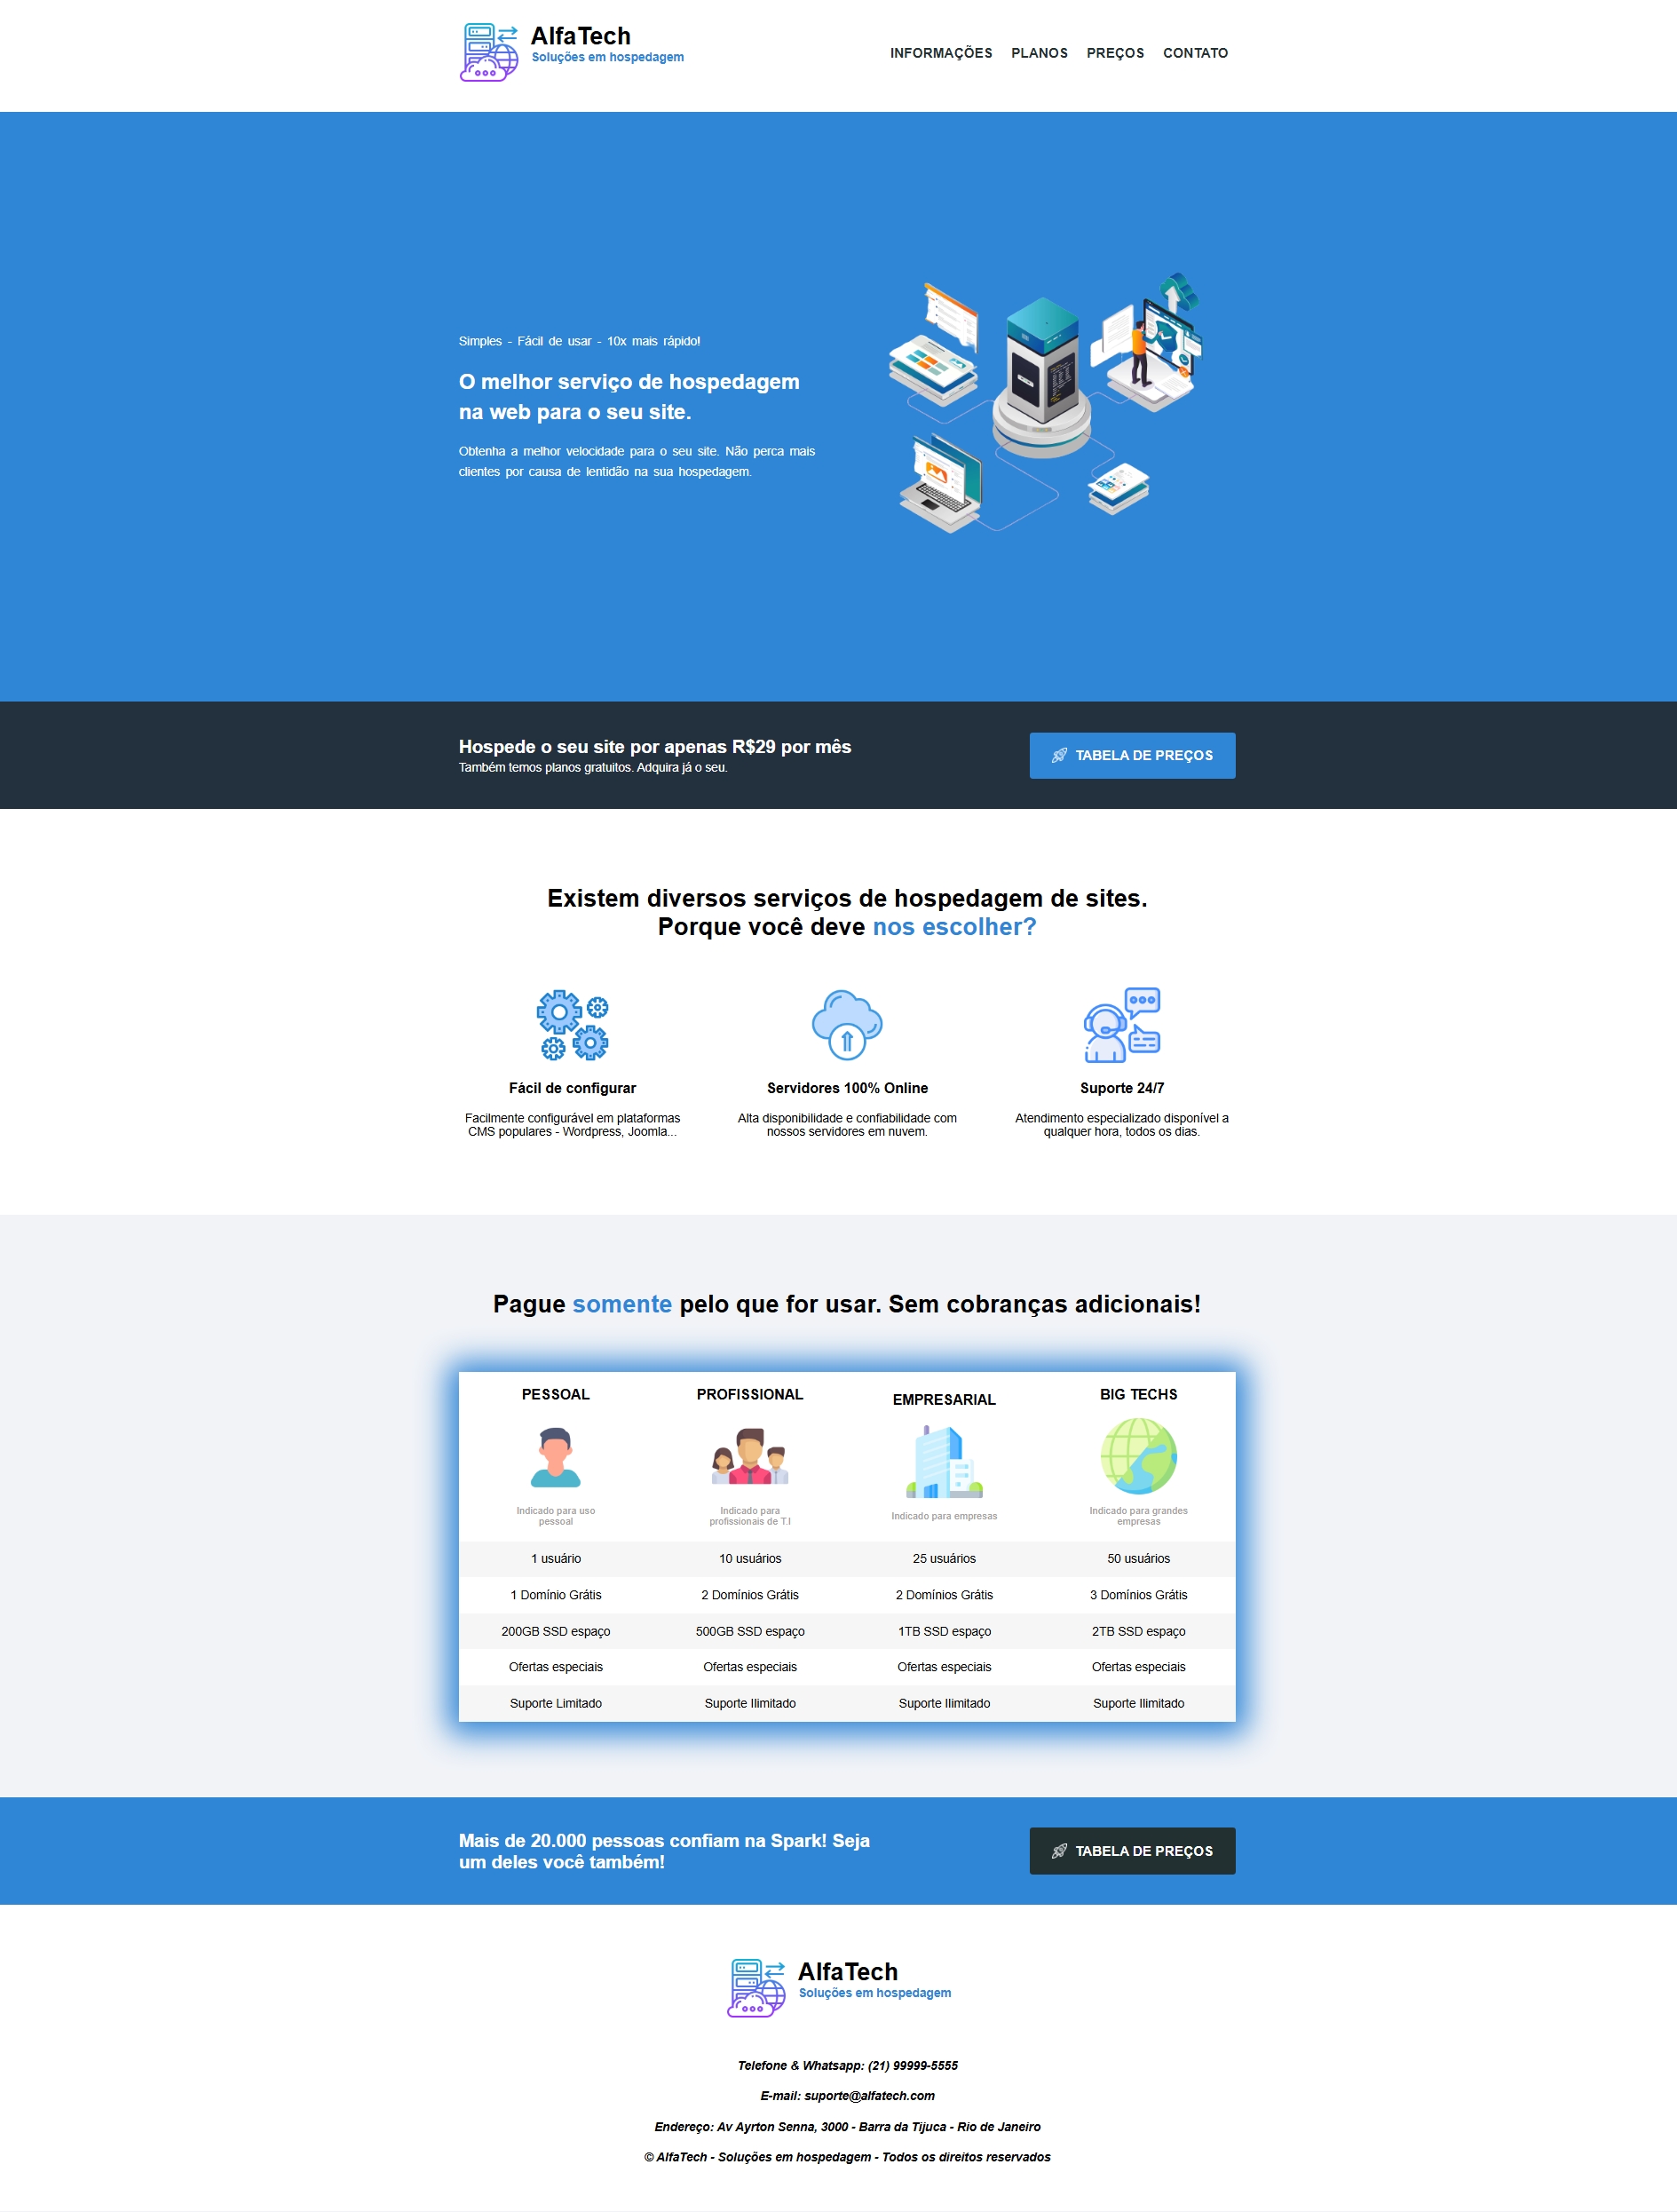 AlfaTech
Soluções em hospedagem
INFORMAÇÕES PLANOS PREÇOS CONTATO
Simples - Fácil de usar - 10x mais rápido!
O melhor serviço de hospedagem
na web para o seu site.
Obtenha a melhor velocidade para o seu site. Não perca mais
clientes por causa de lentidão na sua hospedagem.
Hospede o seu site por apenas R$29 por mês
Também temos planos gratuitos. Adquira já o seu.
TABELA DE PREÇOS
Existem diversos serviços de hospedagem de sites.
Porque você deve nos escolher?
Fácil de configurar
Facilmente configurável em plataformas
CMS populares - Wordpress, Joomla...
Servidores 100% Online
Alta disponibilidade e confiabilidade com
nossos servidores em nuvem.
Suporte 24/7
Atendimento especializado disponível a
qualquer hora, todos os dias.
Pague somente pelo que for usar. Sem cobranças adicionais!
PESSOAL PROFISSIONAL EMPRESARIAL BIG TECHS
Indicado para uso
pessoal
Indicado para
profissionais de T.I
Indicado para empresas
Indicado para grandes
empresas
1 usuário 10 usuários 25 usuários 50 usuários
1 Domínio Grátis 2 Domínios Grátis 2 Domínios Grátis 3 Domínios Grátis
200GB SSD espaço 500GB SSD espaço 1TB SSD espaço 2TB SSD espaço
Ofertas especiais Ofertas especiais Ofertas especiais Ofertas especiais
Suporte Limitado Suporte Ilimitado Suporte Ilimitado Suporte Ilimitado
Mais de 20.000 pessoas confiam na Spark! Seja
um deles você também!
TABELA DE PREÇOS
AlfaTech
Soluções em hospedagem
Telefone & Whatsapp: (21) 99999-5555
E-mail: suporte@alfatech.com
Endereço: Av Ayrton Senna, 3000 - Barra da Tijuca - Rio de Janeiro
© AlfaTech - Soluções em hospedagem - Todos os direitos reservados